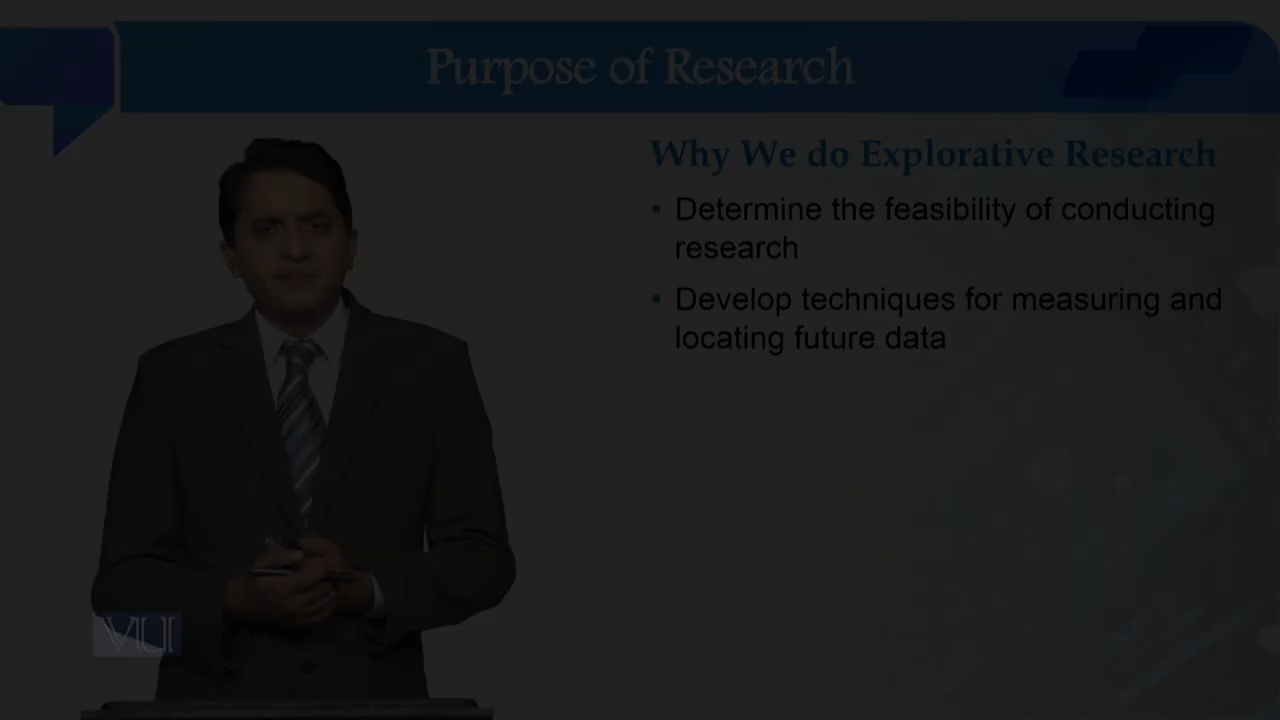 Purpose of Research
Why We do Explorative Research
• Determine the feasibility of conducting
research
• Develop techniques for measuring and
locating future data
VU